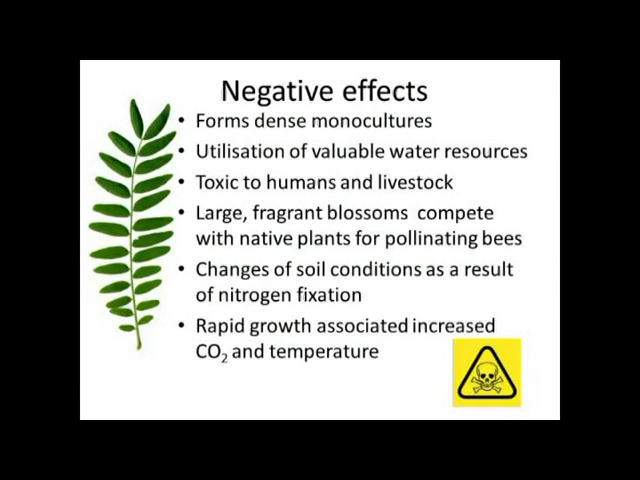 Negative effects
• Forms dense monocultures
• Utilisation of valuable water resources
• Toxic to humans and livestock
• Large, fragrant blossoms compete
with native plants for pollinating bees
• Changes of soil conditions as a result
of nitrogen fixation
• Rapid growth associated increased
CO₂ and temperature